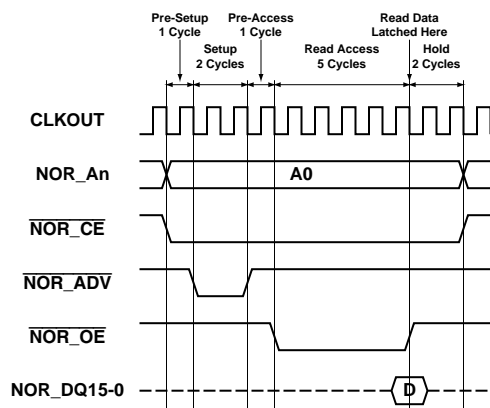 Pre-Setup
1 Cycle
Pre-Access
1 Cycle
Read Data
Latched Here
Setup
2 Cycles
Read Access
5 Cycles
Hold
2 Cycles
CLKOUT
NOR_An
A0
NOR_CE
NOR_ADV
NOR_OE
NOR_DQ15-0
D